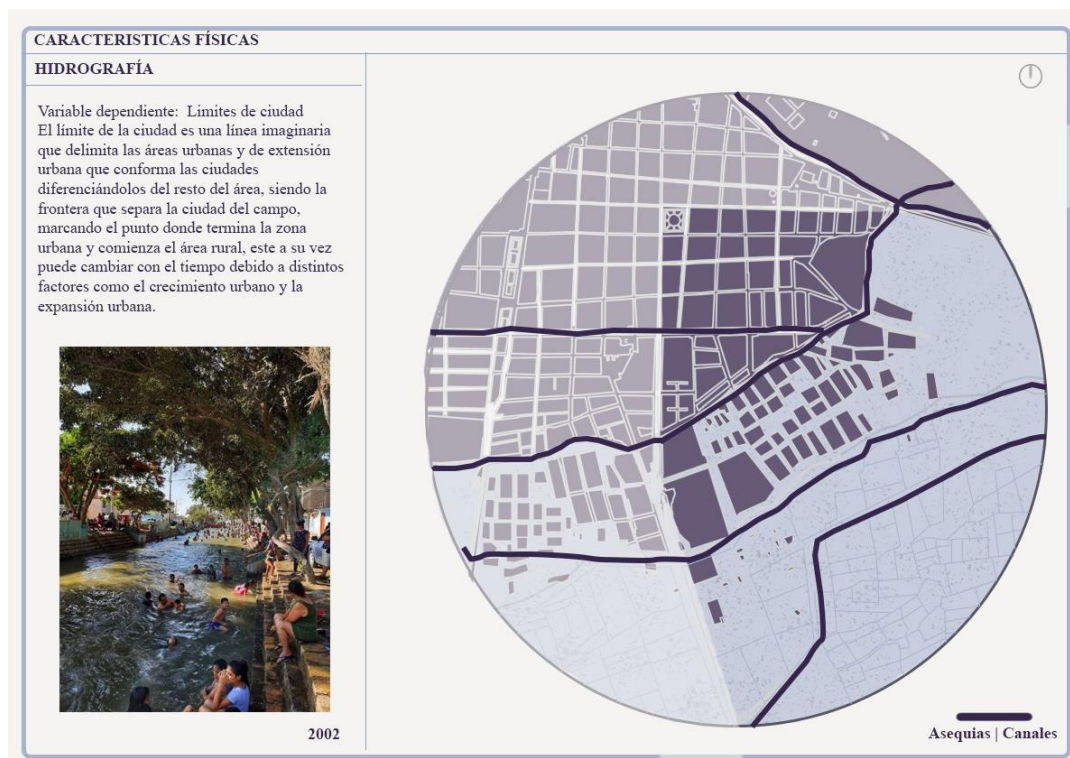 CARACTERISTICAS FÍSICAS
HIDROGRAFÍA
Variable dependiente: Limites de ciudad
El límite de la ciudad es una línea imaginaria
que delimita las áreas urbanas y de extensión
urbana que conforma las ciudades
diferenciándolos del resto del área, siendo la
frontera que separa la ciudad del campo,
marcando el punto donde termina la zona
urbana y comienza el área rural, este a su vez
puede cambiar con el tiempo debido a distintos
factores como el crecimiento urbano y la
expansión urbana.
2002
Asequias | Canales